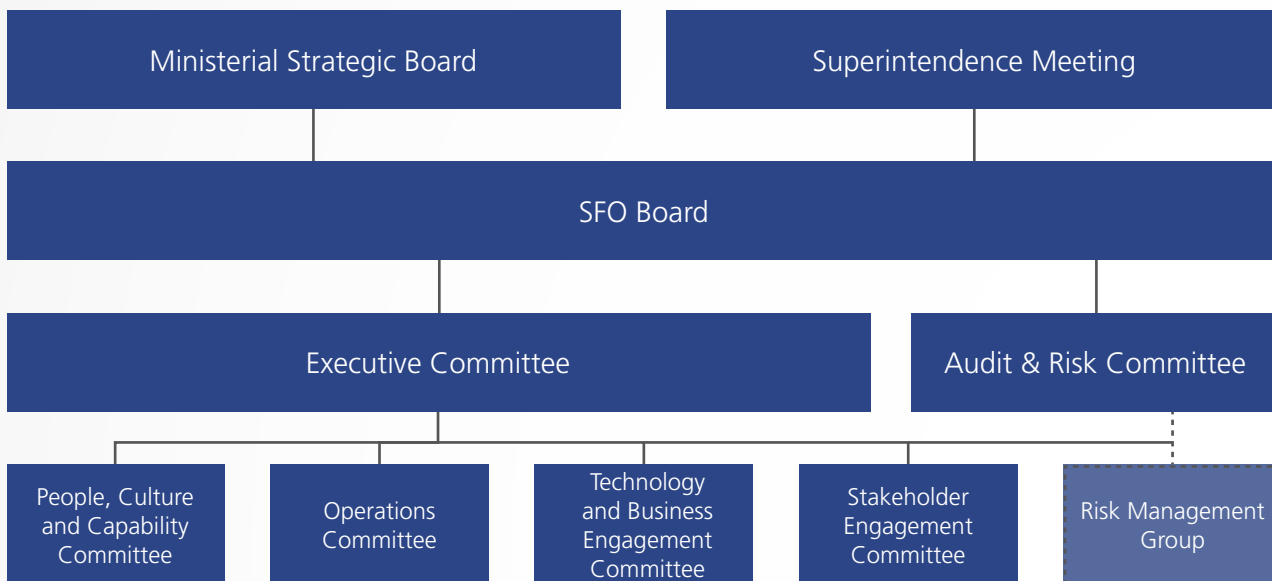 Ministerial Strategic Board
Superintendence Meeting
SFO Board
Executive Committee
Audit & Risk Committee
People, Culture
and Capability
Committee
Operations
Committee
Technology
and Business
Engagement
Committee
Stakeholder
Engagement
Committee
Risk Management
Group